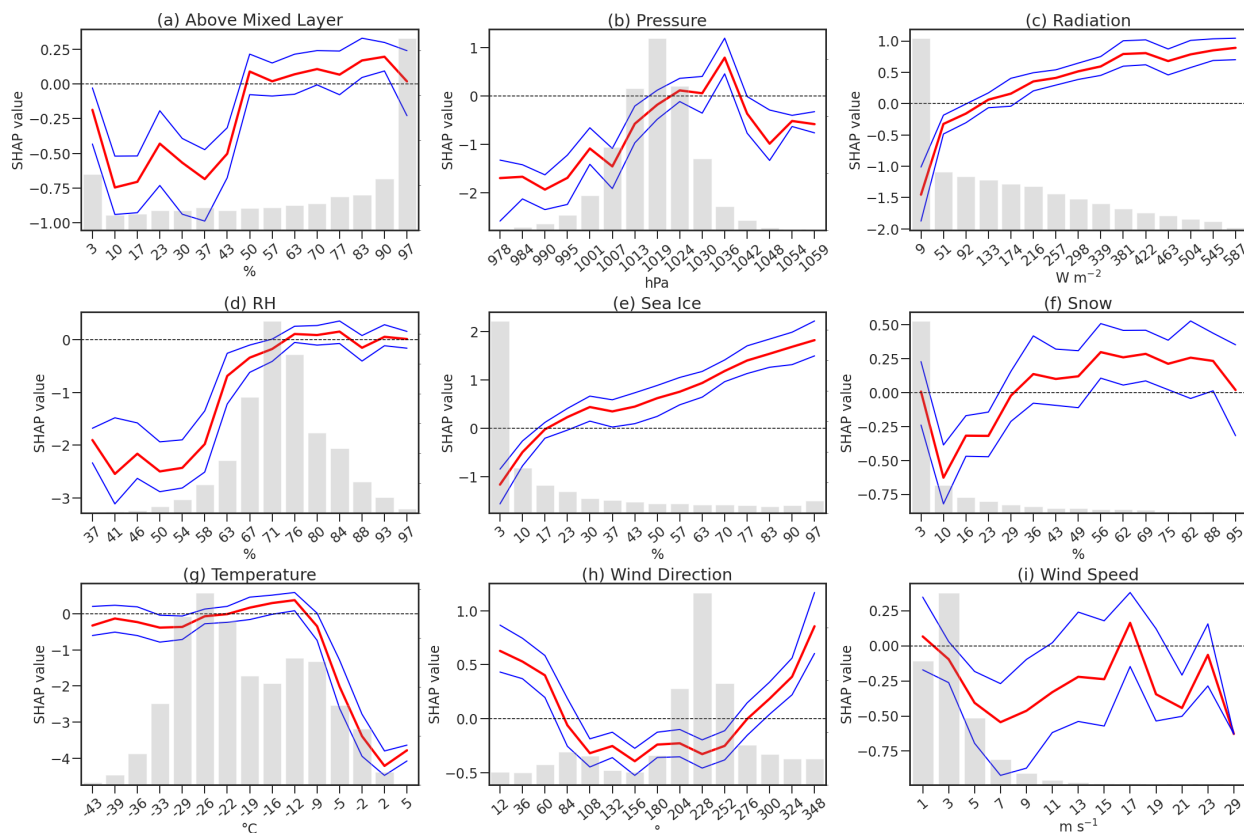 (a) Above Mixed Layer
SHAP value
0.25
0.00
−0.25
−0.50
−0.75
−1.00
3 10 17 23 30 37 43 50 57 63 70 77 83 90 97
%
(b) Pressure
SHAP value
1
0
−2
978 984 990 995 1001 1007 1013 1019 1024 1030 1036 1042 1048 1054 1059
hPa
(c) Radiation
SHAP value
1.0
0.5
0.0
−0.5
−1.0
−1.5
−2.0
9 51 92 133 174 216 257 298 339 381 422 463 504 545 587
W m⁻²
(d) RH
SHAP value
0
−1
−2
−3
37 41 46 50 54 58 63 67 71 76 80 84 88 93 97
%
(e) Sea Ice
SHAP value
2
1
0
−1
3 10 17 23 30 37 43 50 57 63 70 77 83 90 97
%
(f) Snow
SHAP value
0.50
0.25
0.00
−0.25
−0.50
−0.75
3 10 16 23 29 36 43 49 56 62 69 75 82 88 95
%
(g) Temperature
SHAP value
0
−1
−2
−3
−4
-43 -39 -36 -33 -29 -26 -22 -19 -16 -12 -9 -5 -2 2 5
°C
(h) Wind Direction
SHAP value
1.0
0.5
0.0
−0.5
12 36 60 84 108 132 156 180 204 228 252 276 300 324 348
°
(i) Wind Speed
SHAP value
0.25
0.00
−0.25
−0.50
−0.75
1 3 5 7 9 11 13 15 17 19 21 23 29
m s⁻¹